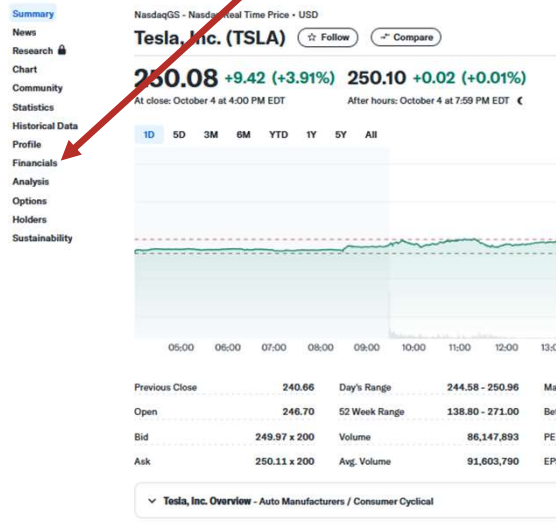 Summary
News
Research
Chart
Community
Statistics
Historical Data
Profile
Financials
Analysis
Options
Holders
Sustainability
NasdaqGS - Nasdaq Real Time Price • USD
Tesla, Inc. (TSLA) ☆ Follow Compare
250.08 +9.42 (+3.91%) 250.10 +0.02 (+0.01%)
At close: October 4 at 4:00 PM EDT After hours: October 4 at 7:59 PM EDT
1D 5D 3M 6M YTD 1Y 5Y All
05:00 06:00 07:00 08:00 09:00 10:00 11:00 12:00 13:0
Previous Close 240.66 Day's Range 244.58 - 250.96 Ma
Open 246.70 52 Week Range 138.80 - 271.00 Be
Bid 249.97 x 200 Volume 86,147,893 PE
Ask 250.11 x 200 Avg. Volume 91,603,790 EP
Tesla, Inc. Overview - Auto Manufacturers / Consumer Cyclical